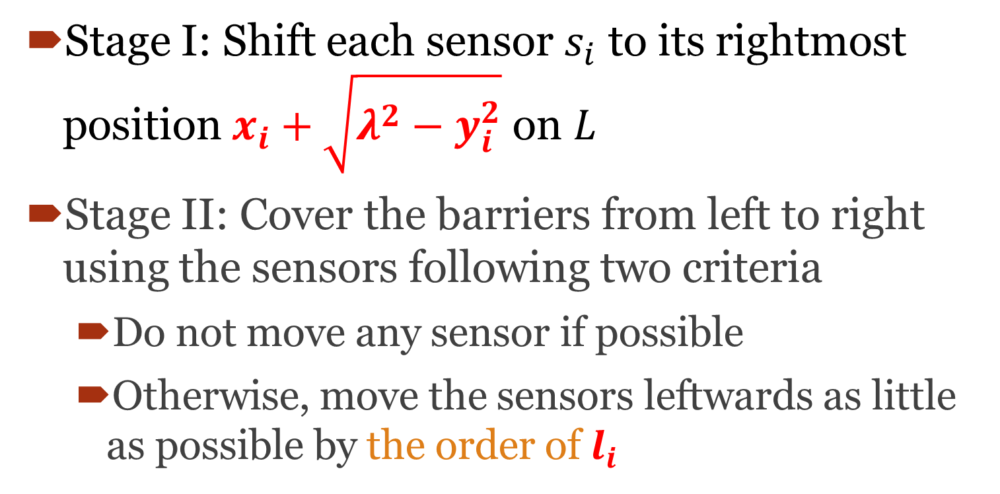 Stage I: Shift each sensor $s_i$ to its rightmost
position $x_i + \sqrt{\lambda^2 - y_i^2}$ on $L$
Stage II: Cover the barriers from left to right
using the sensors following two criteria
Do not move any sensor if possible
Otherwise, move the sensors leftwards as little
as possible by the order of $l_i$